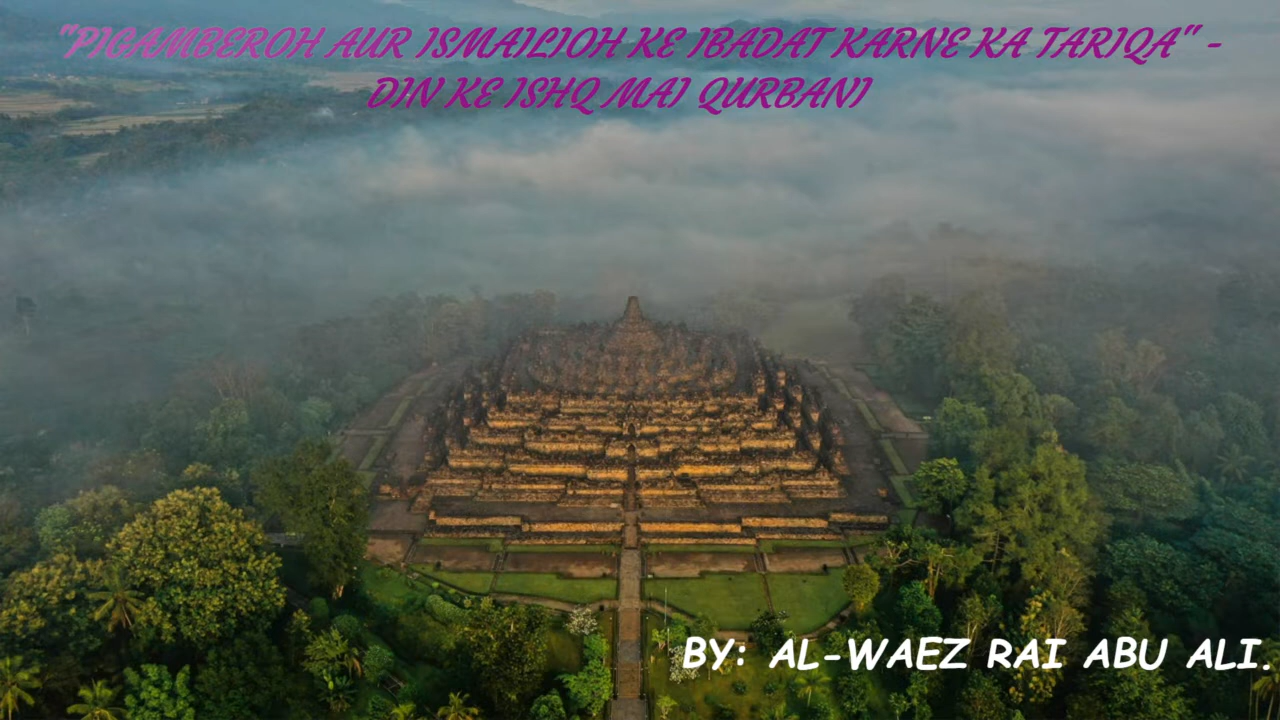 "PIGAMBEROH AUR ISMAILIOH KE IBADAT KARNE KA TARIQA" -
DIN KE ISHQ MAI QURBANI
BY: AL-WAEZ RAI ABU ALI.